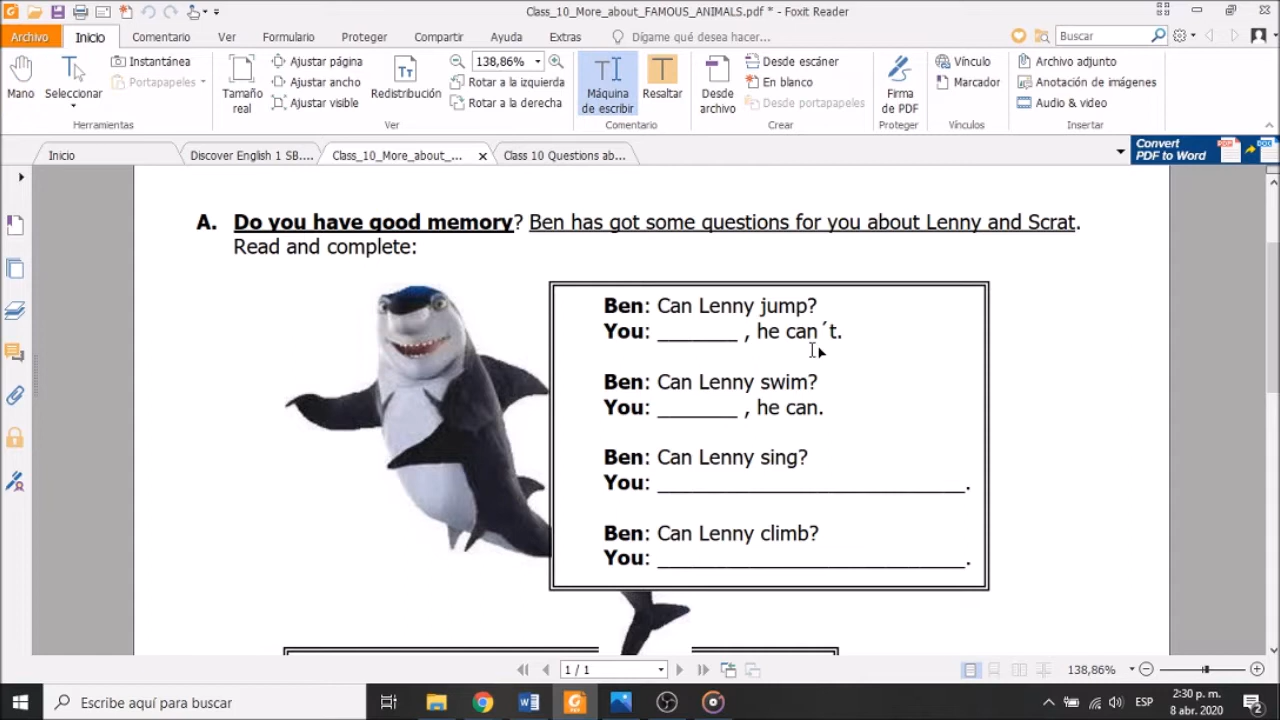 Class_10_More_about_FAMOUS_ANIMALS.pdf * - Foxit Reader
Archivo Inicio Comentario Ver Formulario Proteger Compartir Ayuda Extras Dígame qué desea hacer... Buscar
Mano
Seleccionar
Instantánea
Portapapeles
Herramientas
Tamaño real
Ajustar página
Ajustar ancho
Ajustar visible
Redistribución
138,86%
Rotar a la izquierda
Rotar a la derecha
Ver
Máquina de escribir
Resaltar
Comentario
Desde archivo
Desde escáner
En blanco
Desde portapapeles
Crear
Firma de PDF
Proteger
Vínculo
Marcador
Vínculos
Archivo adjunto
Anotación de imágenes
Audio & video
Insertar
Inicio Discover English 1 SB.... Class_10_More_about_... Class 10 Questions ab...
Convert
PDF to Word
A. Do you have good memory? Ben has got some questions for you about Lenny and Scrat.
Read and complete:
Ben: Can Lenny jump?
You: _______ , he can´t.
Ben: Can Lenny swim?
You: _______ , he can.
Ben: Can Lenny sing?
You: ___________________________.
Ben: Can Lenny climb?
You: ___________________________.
1 / 1 138,86%
Escribe aquí para buscar
ESP
2:30 p. m.
8 abr. 2020
2